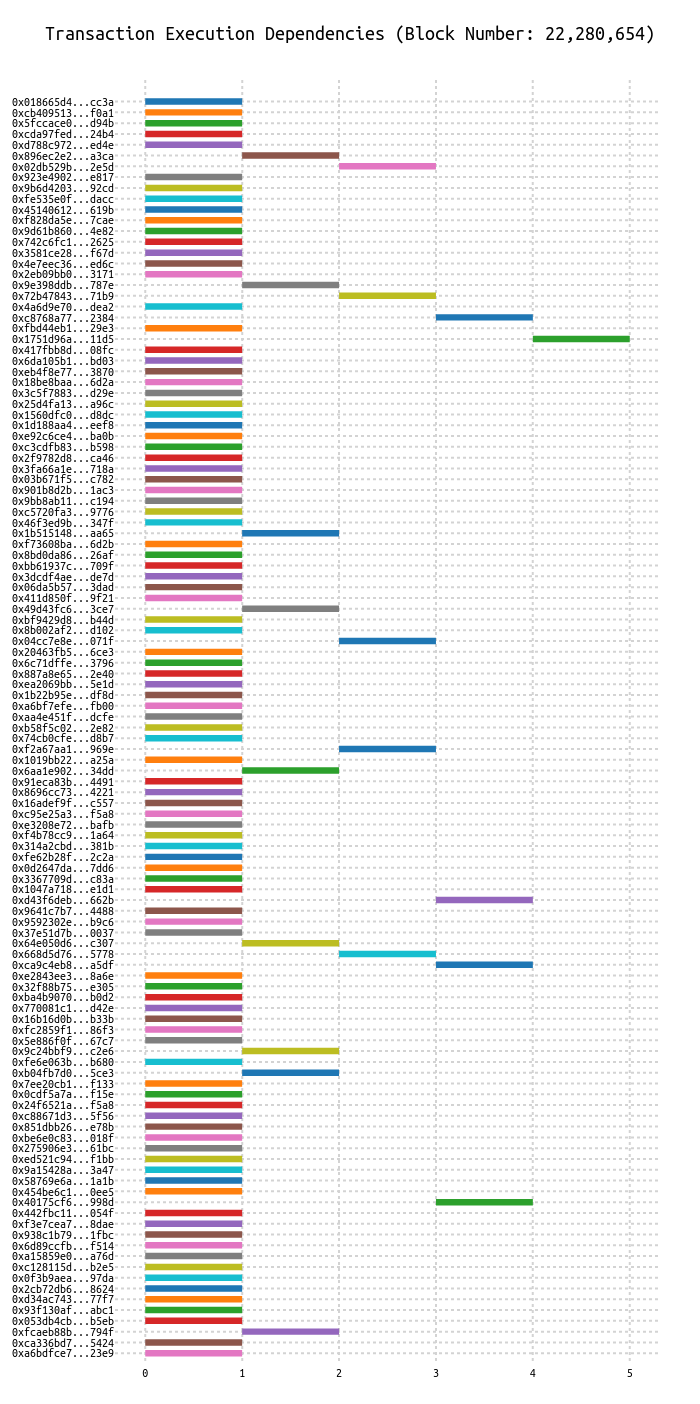 Transaction Execution Dependencies (Block Number: 22,280,654)
0x018665d4...cc3a
0xcb409513...f0a1
0x5fccace0...d94b
0xcda97fed...24b4
0xd788c972...ed4e
0x896ec2e2...a3ca
0x02db529b...2e5d
0x923e4902...e817
0x9b6d4203...92cd
0xfe535e0f...dacc
0x45140612...619b
0xf828da5e...7cae
0x9d61b860...4e82
0x742c6fc1...2625
0x3581ce28...f67d
0x4e7eec36...ed6c
0x2eb09bb0...3171
0x9e398ddb...787e
0x72b47843...71b9
0x4a6d9e70...dea2
0xc8768a77...2384
0xfbd44eb1...29e3
0x1751d96a...11d5
0x417fbb8d...08fc
0x6da105b1...bd03
0xeb4f8e77...3870
0x18be8baa...6d2a
0x3c5f7883...d29e
0x25d4fa13...a96c
0x1560dfc0...d8dc
0x1d188aa4...eef8
0xe92c6ce4...ba0b
0xc3cdfb83...b598
0x2f9782d8...ca46
0x3fa66a1e...718a
0x03b671f5...c782
0x901b8d2b...1ac3
0x9bb8ab11...c194
0xc5720fa3...9776
0x46f3ed9b...347f
0x1b515148...aa65
0xf73608ba...6d2b
0x8bd0da86...26af
0xbb61937c...709f
0x3dcdf4ae...de7d
0x06da5b57...3dad
0x411d850f...9f21
0x49d43fc6...3ce7
0xbf9429d8...b44d
0x8b002af2...d102
0x04cc7e8e...071f
0x20463fb5...6ce3
0x6c71dffe...3796
0x887a8e65...2e40
0xea2069bb...5e1d
0x1b22b95e...df8d
0xa6bf7efe...fb00
0xaa4e451f...dcfe
0xb58f5c02...2e82
0x74cb0cfe...d8b7
0xf2a67aa1...969e
0x1019bb22...a25a
0x6aa1e902...34dd
0x91eca83b...4491
0x8696cc73...4221
0x16adef9f...c557
0xc95e25a3...f5a8
0xe3208e72...bafb
0xf4b78cc9...1a64
0x314a2cbd...381b
0xfe62b28f...2c2a
0x0d2647da...7dd6
0x3367709d...c83a
0x1047a718...e1d1
0xd43f6deb...662b
0x9641c7b7...4488
0x9592302e...b9c6
0x37e51d7b...0037
0x64e050d6...c307
0x668d5d76...5778
0xca9c4eb8...a5df
0xe2843ee3...8a6e
0x32f88b75...e305
0xba4b9070...b0d2
0x770081c1...d42e
0x16b16d0b...b33b
0xfc2859f1...86f3
0x5e886f0f...67c7
0x9c24bbf9...c2e6
0xfe6e063b...b680
0xb04fb7d0...5ce3
0x7ee20cb1...f133
0x0cdf5a7a...f15e
0x24f6521a...f5a8
0xc88671d3...5f56
0x851dbb26...e78b
0xbe6e0c83...018f
0x275906e3...61bc
0xed521c94...f1bb
0x9a15428a...3a47
0x58769e6a...1a1b
0x454be6c1...0ee5
0x40175cf6...998d
0x442fbc11...054f
0xf3e7cea7...8dae
0x938c1b79...1fbc
0x6d89ccfb...f514
0xa15859e0...a76d
0xc128115d...b2e5
0x0f3b9aea...97da
0x2cb72db6...8624
0xd34ac743...77f7
0x93f130af...abc1
0x053db4cb...b5eb
0xfcaeb88b...794f
0xca336bd7...5424
0xa6bdfce7...23e9
0 1 2 3 4 5